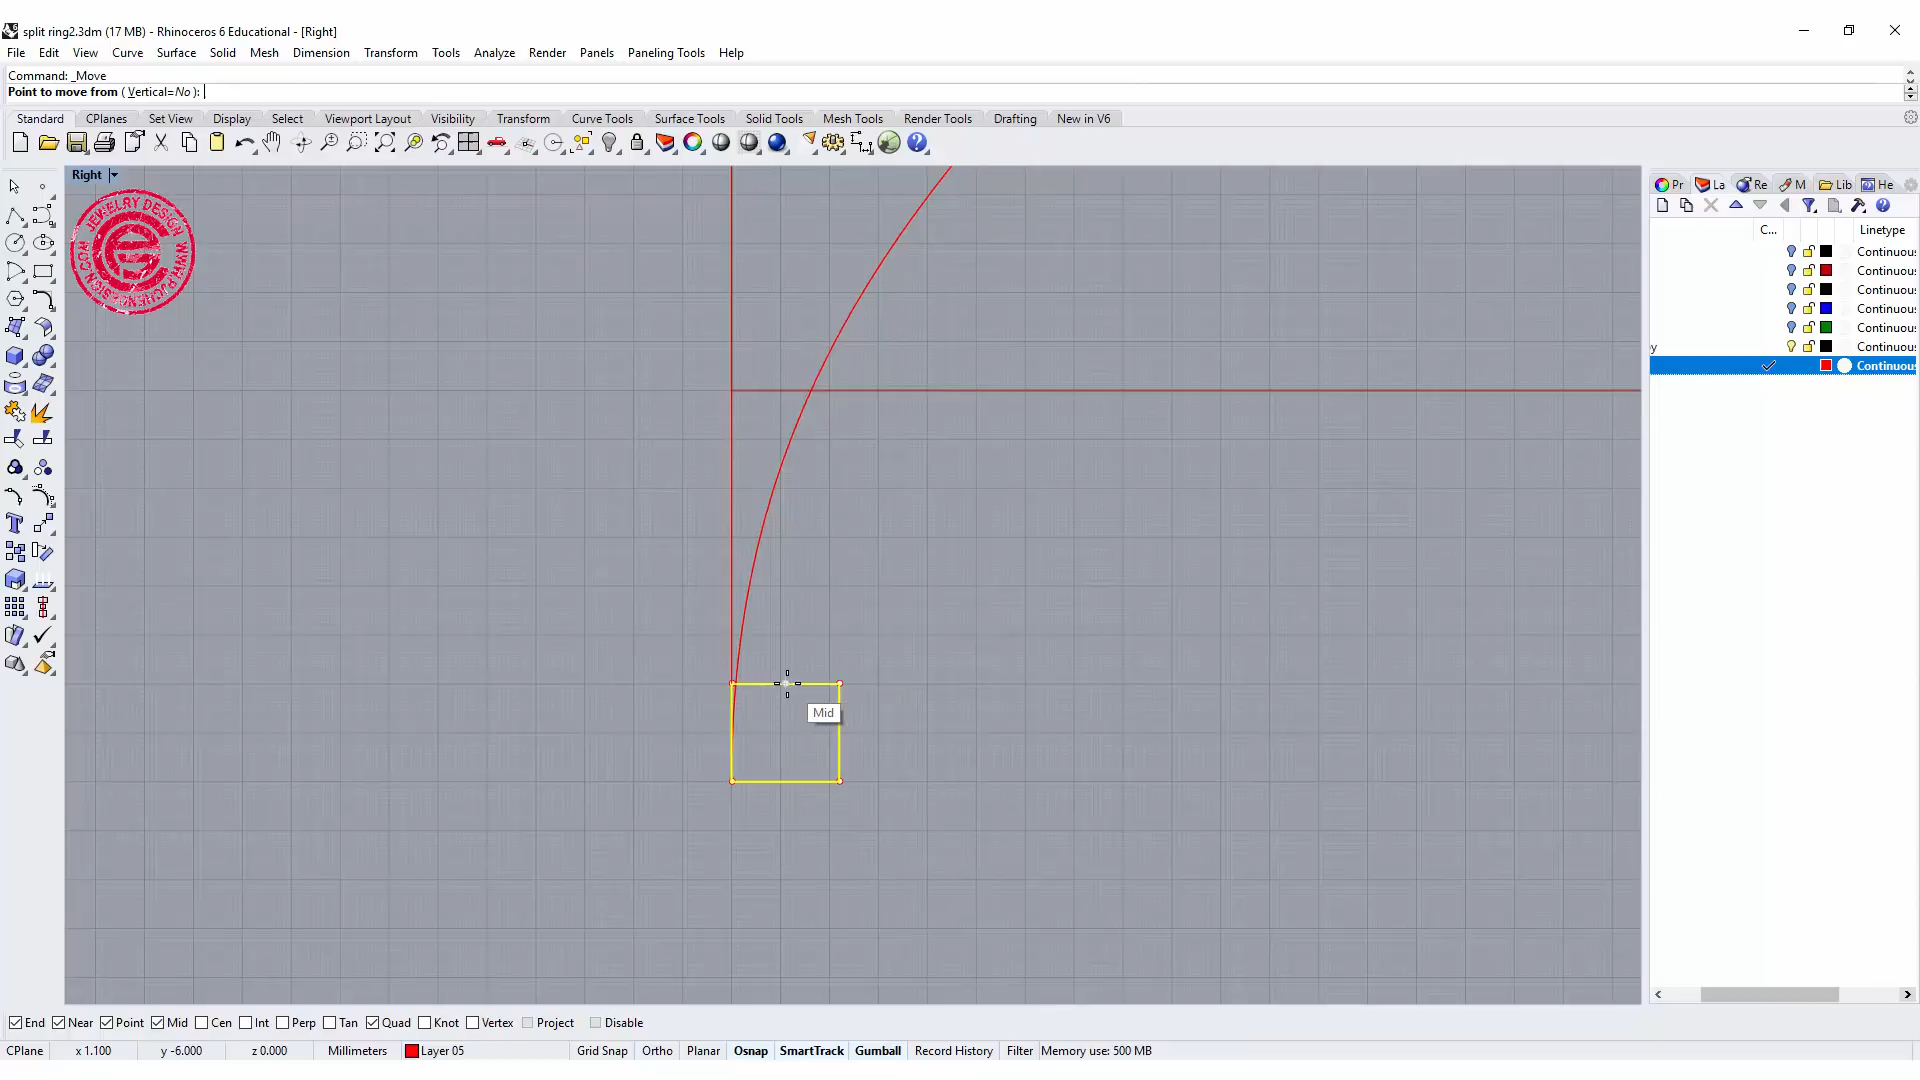 split ring2.3dm (17 MB) - Rhinoceros 6 Educational - [Right]
File Edit View Curve Surface Solid Mesh Dimension Transform Tools Analyze Render Panels Paneling Tools Help
Command: _Move
Point to move from ( Vertical=No ):
Standard CPlanes Set View Display Select Viewport Layout Visibility Transform Curve Tools Surface Tools Solid Tools Mesh Tools Render Tools Drafting New in V6
Right
JEWELRY DESIGN
WWW.PJCHENDESIGN.COM
Pr La Re M Lib He
C... Linetype
Continuous
Continuous
Continuous
Continuous
Continuous
y Continuous
Continuous
Mid
End Near Point Mid Cen Int Perp Tan Quad Knot Vertex Project Disable
CPlane x 1.100 y -6.000 z 0.000 Millimeters Layer 05 Grid Snap Ortho Planar Osnap SmartTrack Gumball Record History Filter Memory use: 500 MB